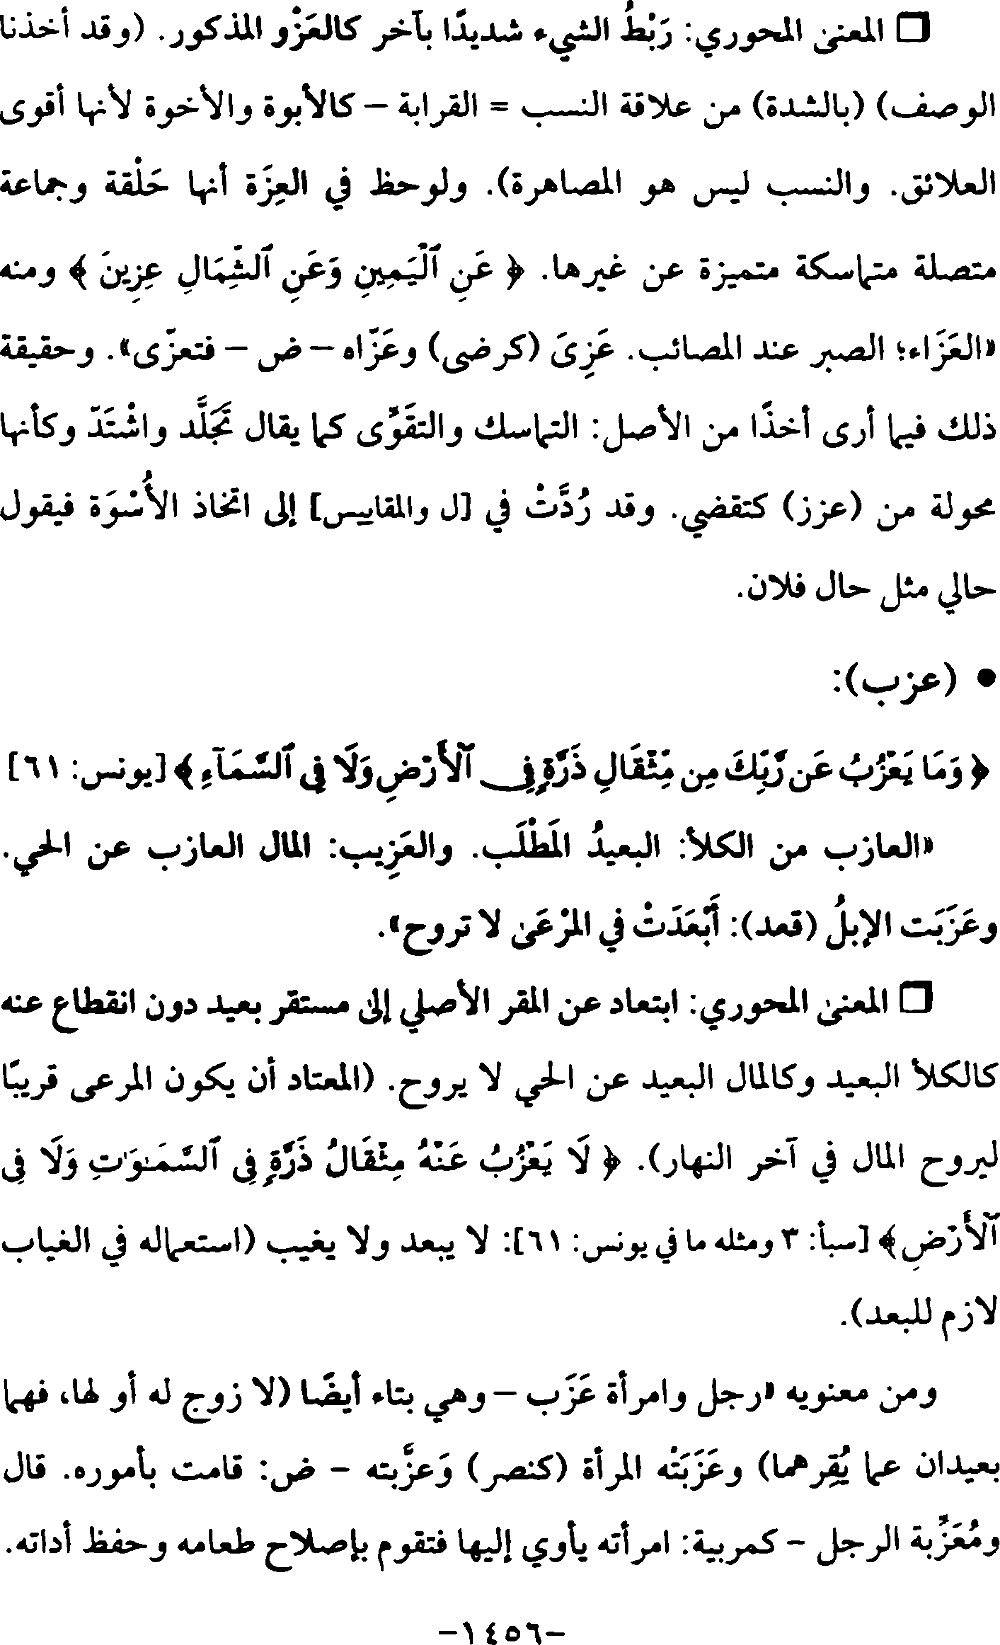 ❒ المعنى المحوري: رَبْطُ الشيء شديدًا بآخر كالعَزْو المذكور. (وقد أخذنا
الوصف) (بالشدة) من علاقة النسب = القرابة – كالأبوة والأخوة لأنها أقوى
العلائق. والنسب ليس هو المصاهرة). ولوحظ في العِزَة أنها حَلْقة وجماعة
متصلة متماسكة متميزة عن غيرها. ﴿ عَنِ ٱلْيَمِينِ وَعَنِ ٱلشِّمَالِ عِزِينَ ﴾ ومنه
«العَزَاء؛ الصبر عند المصائب. عَزِىَ (كرضى) وعَزّاه – ض – فتعزّى». وحقيقة
ذلك فيما أرى أخذًا من الأصل: التماسك والتقَوِّى كما يقال تَجَلَّد واشْتَدّ وكأنها
محولة من (عزز) كتقضي. وقد رُدَّتْ في [ل والمقاييس] إلى اتخاذ الأُسْوَة فيقول
حالي مثل حال فلان.
• (عزب):
﴿ وَمَا يَعْزُبُ عَن رَّبِّكَ مِن مِّثْقَالِ ذَرَّةٍ فِى ٱلْأَرْضِ وَلَا فِى ٱلسَّمَآءِ ﴾ [يونس: ٦١]
«العازب من الكلأ: البعيدُ المَطْلَب. والعَزِيب: المال العازب عن الحي.
وعَزَبَت الإبلُ (قعد): أَبْعَدَتْ في المرْعَى لا تروح».
❒ المعنى المحوري: ابتعاد عن المقر الأصلي إلى مستقر بعيد دون انقطاع عنه
كالكلأ البعيد وكالمال البعيد عن الحي لا يروح. (المعتاد أن يكون المرعى قريبًا
ليروح المال في آخر النهار). ﴿ لَا يَعْزُبُ عَنْهُ مِثْقَالُ ذَرَّةٍ فِى ٱلسَّمَـٰوَٰتِ وَلَا فِى
ٱلْأَرْضِ ﴾ [سبأ: ٣ ومثله ما في يونس: ٦١]: لا يبعد ولا يغيب (استعماله في الغياب
لازم للبعد).
ومن معنويه «رجل وامرأة عَزَب – وهي بتاء أيضًا (لا زوج له أو لها، فهما
بعيدان عما يُقِرهما) وعَزَبَتْه المرأة (كنصر) وَعزَّبته – ض: قامت بأموره. قال
ومُعَزِّبة الرجل – كمربية: امرأته يأوي إليها فتقوم بإصلاح طعامه وحفظ أداته.
-١٤٥٦-